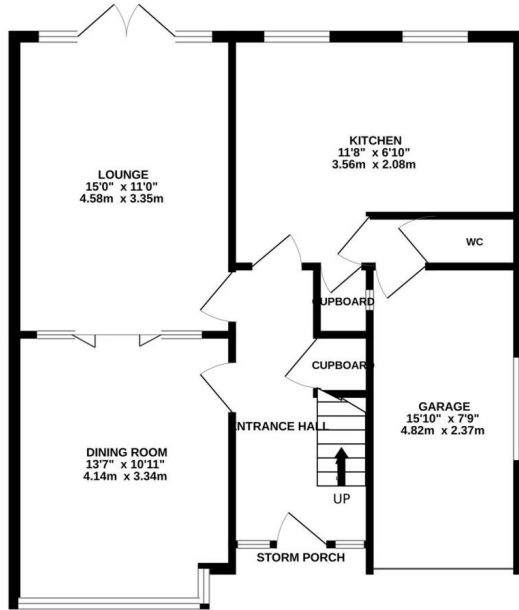 KITCHEN
11'8" x 6'10"
3.56m x 2.08m
LOUNGE
15'0" x 11'0"
4.58m x 3.35m
WC
CUPBOARD
CUPBOARD
GARAGE
15'10" x 7'9"
4.82m x 2.37m
ENTRANCE HALL
DINING ROOM
13'7" x 10'11"
4.14m x 3.34m
UP
STORM PORCH